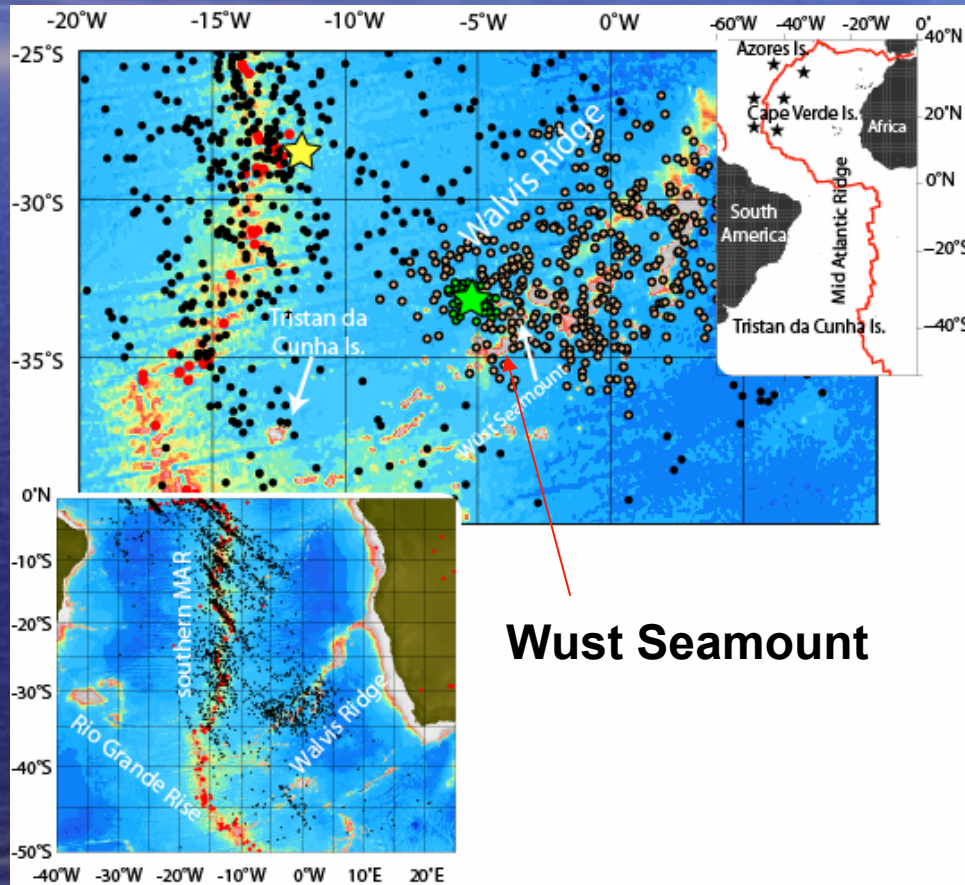 -20°W -15°W -10°W -5°W 0°W
-25°S
-30°S
-35°S
Walvis Ridge
Tristan da
Cunha Is.
Wust Seamount
-60°W -40°W -20°W 0°
40°N
20°N
0°N
-20°S
-40°S
Azores Is.
Cape Verde Is.
Africa
South
America
Mid Atlantic Ridge
Tristan da Cunha Is.
Wust Seamount
0°N
-10°S
-20°S
-30°S
-40°S
-50°S
southern MAR
Walvis Ridge
Rio Grande Rise
-40°W -30°W -20°W -10°W 0°W 10°E 20°E